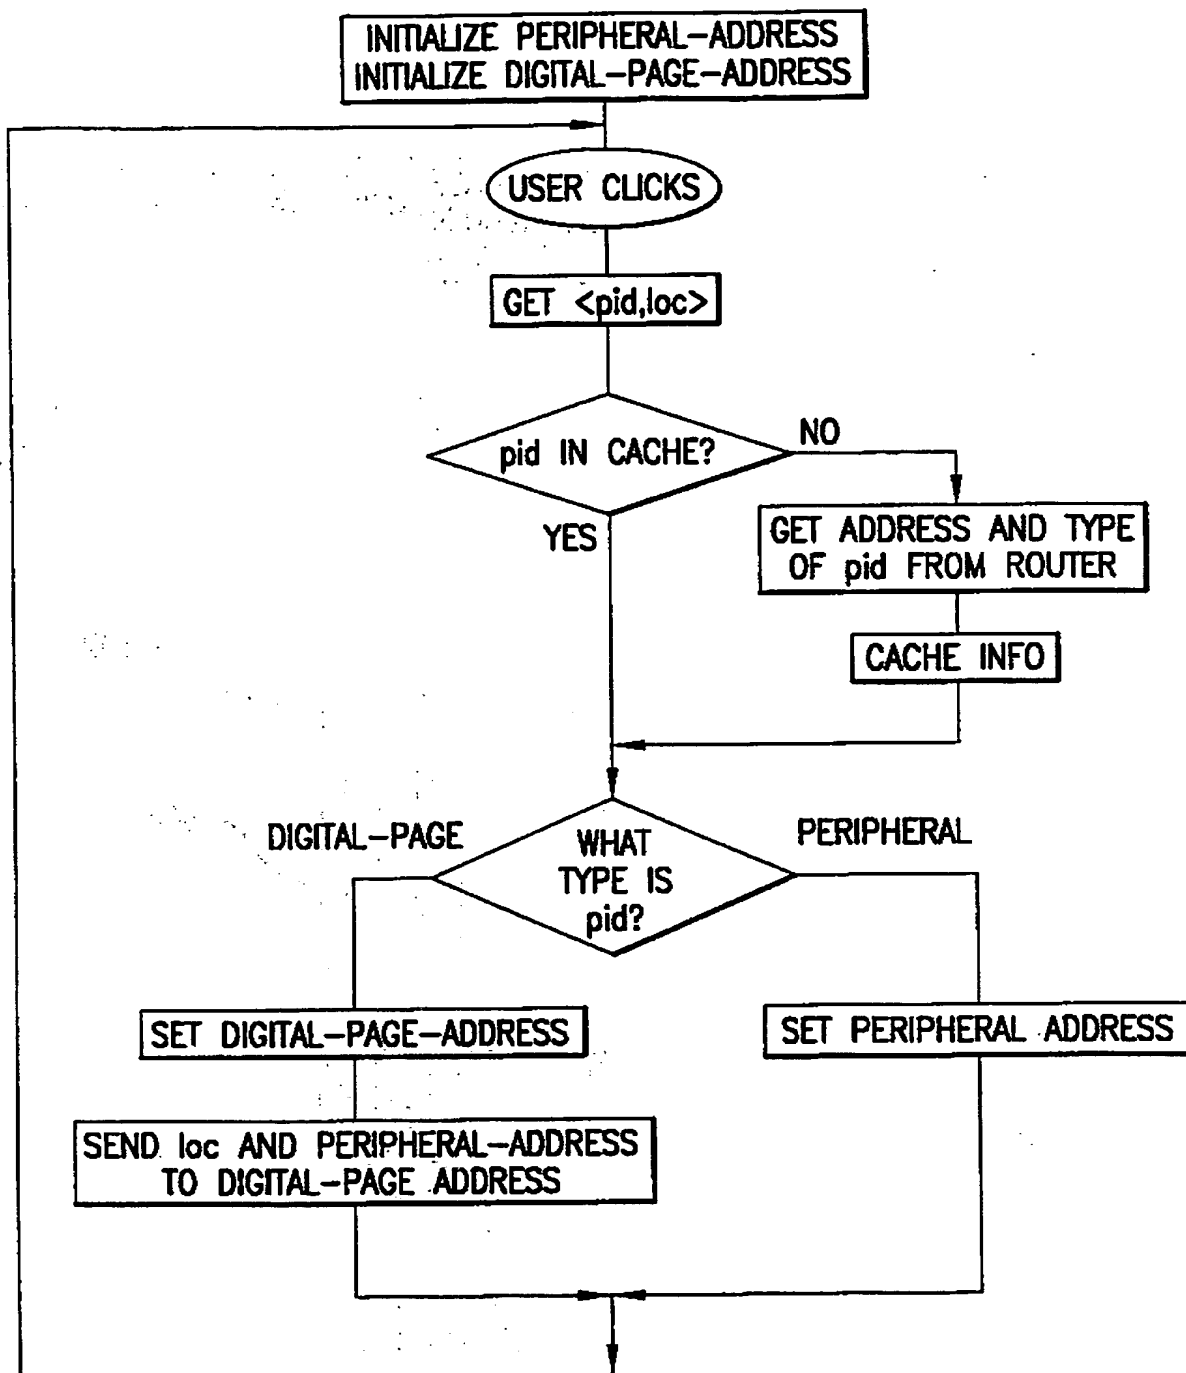 INITIALIZE PERIPHERAL-ADDRESS
INITIALIZE DIGITAL-PAGE-ADDRESS
USER CLICKS
GET <pid,loc>
pid IN CACHE?
NO
YES
GET ADDRESS AND TYPE
OF pid FROM ROUTER
CACHE INFO
DIGITAL-PAGE
WHAT
TYPE IS
pid?
PERIPHERAL
SET DIGITAL-PAGE-ADDRESS
SET PERIPHERAL ADDRESS
SEND loc AND PERIPHERAL-ADDRESS
TO DIGITAL-PAGE ADDRESS